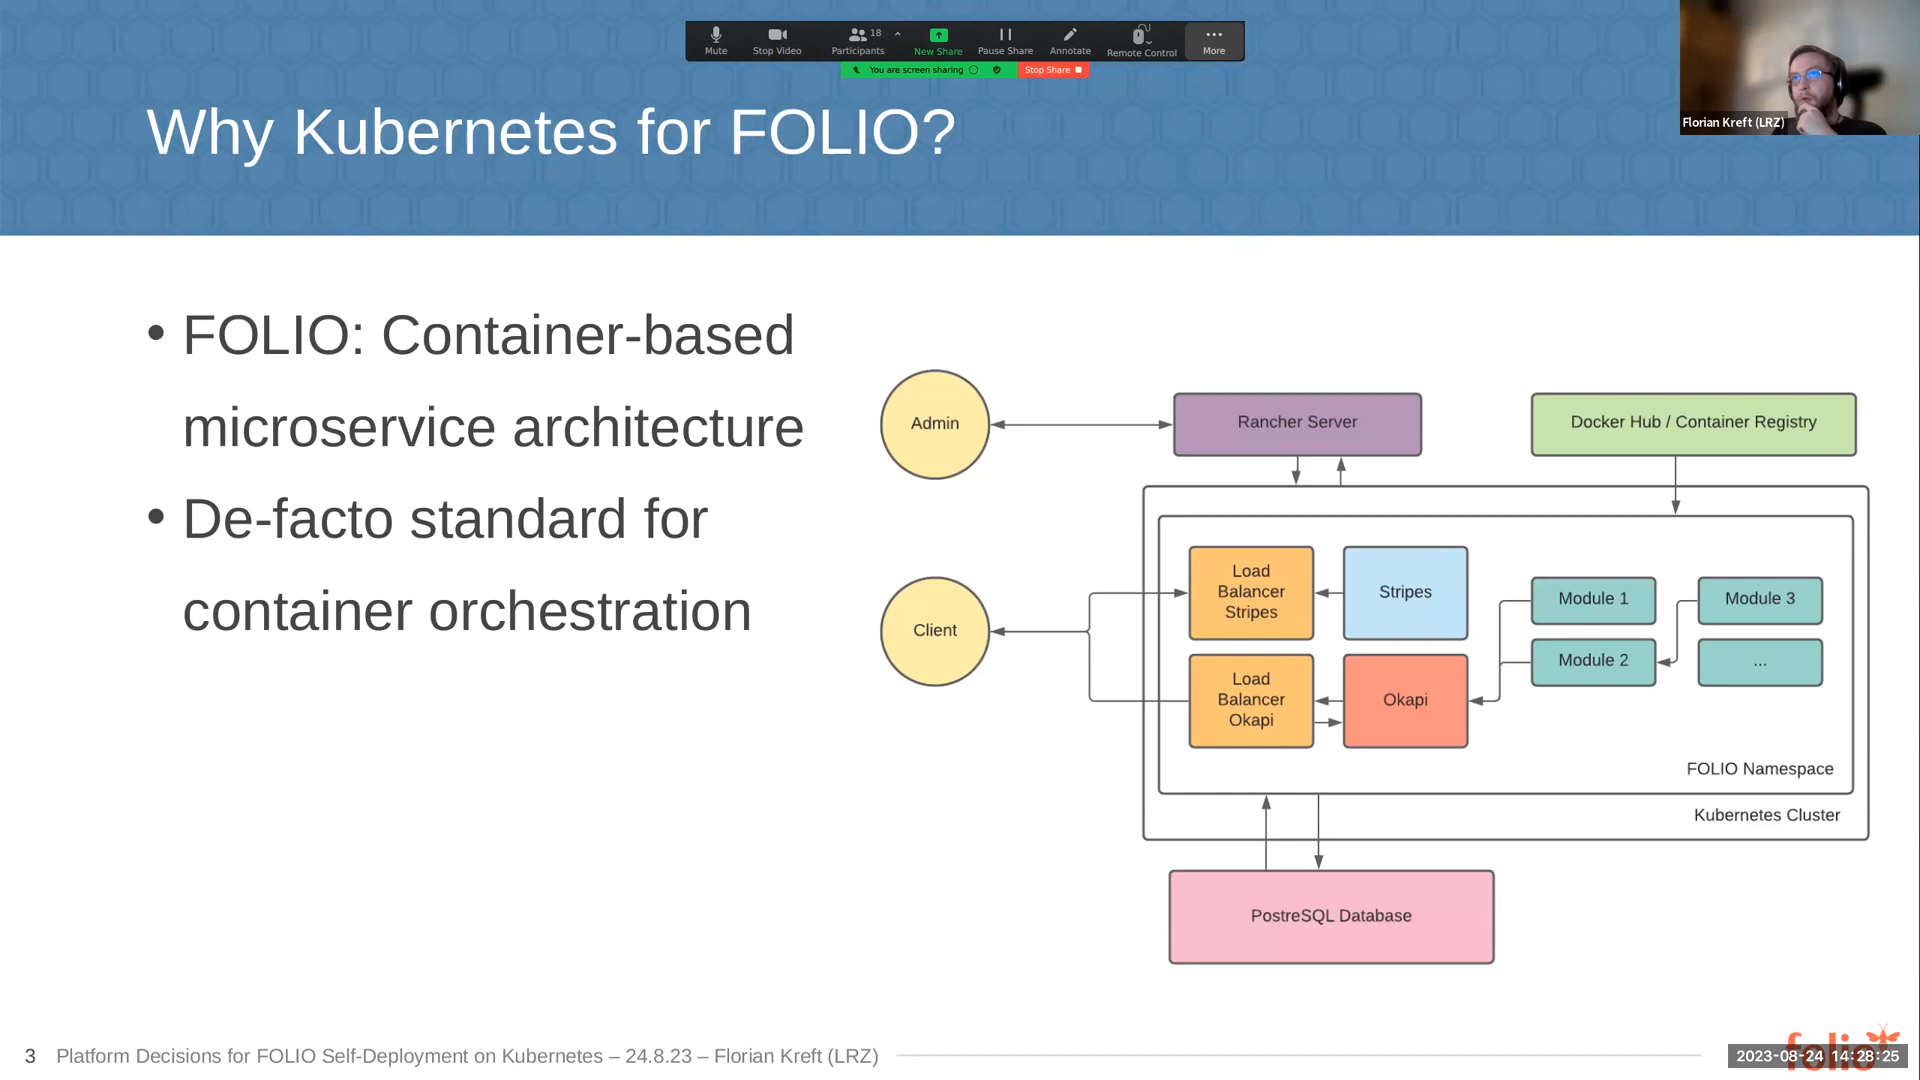 Mute
Stop Video
Participants
18
New Share
Pause Share
Annotate
Remote Control
More
You are screen sharing
Stop Share
Florian Kreft (LRZ)
Why Kubernetes for FOLIO?
• FOLIO: Container-based
microservice architecture
• De-facto standard for
container orchestration
Admin
Rancher Server
Docker Hub / Container Registry
Client
Load
Balancer
Stripes
Stripes
Module 1
Module 3
Module 2
...
Load
Balancer
Okapi
Okapi
FOLIO Namespace
Kubernetes Cluster
PostreSQL Database
3
Platform Decisions for FOLIO Self-Deployment on Kubernetes – 24.8.23 – Florian Kreft (LRZ)
folio
2023-08-24 14:28:25